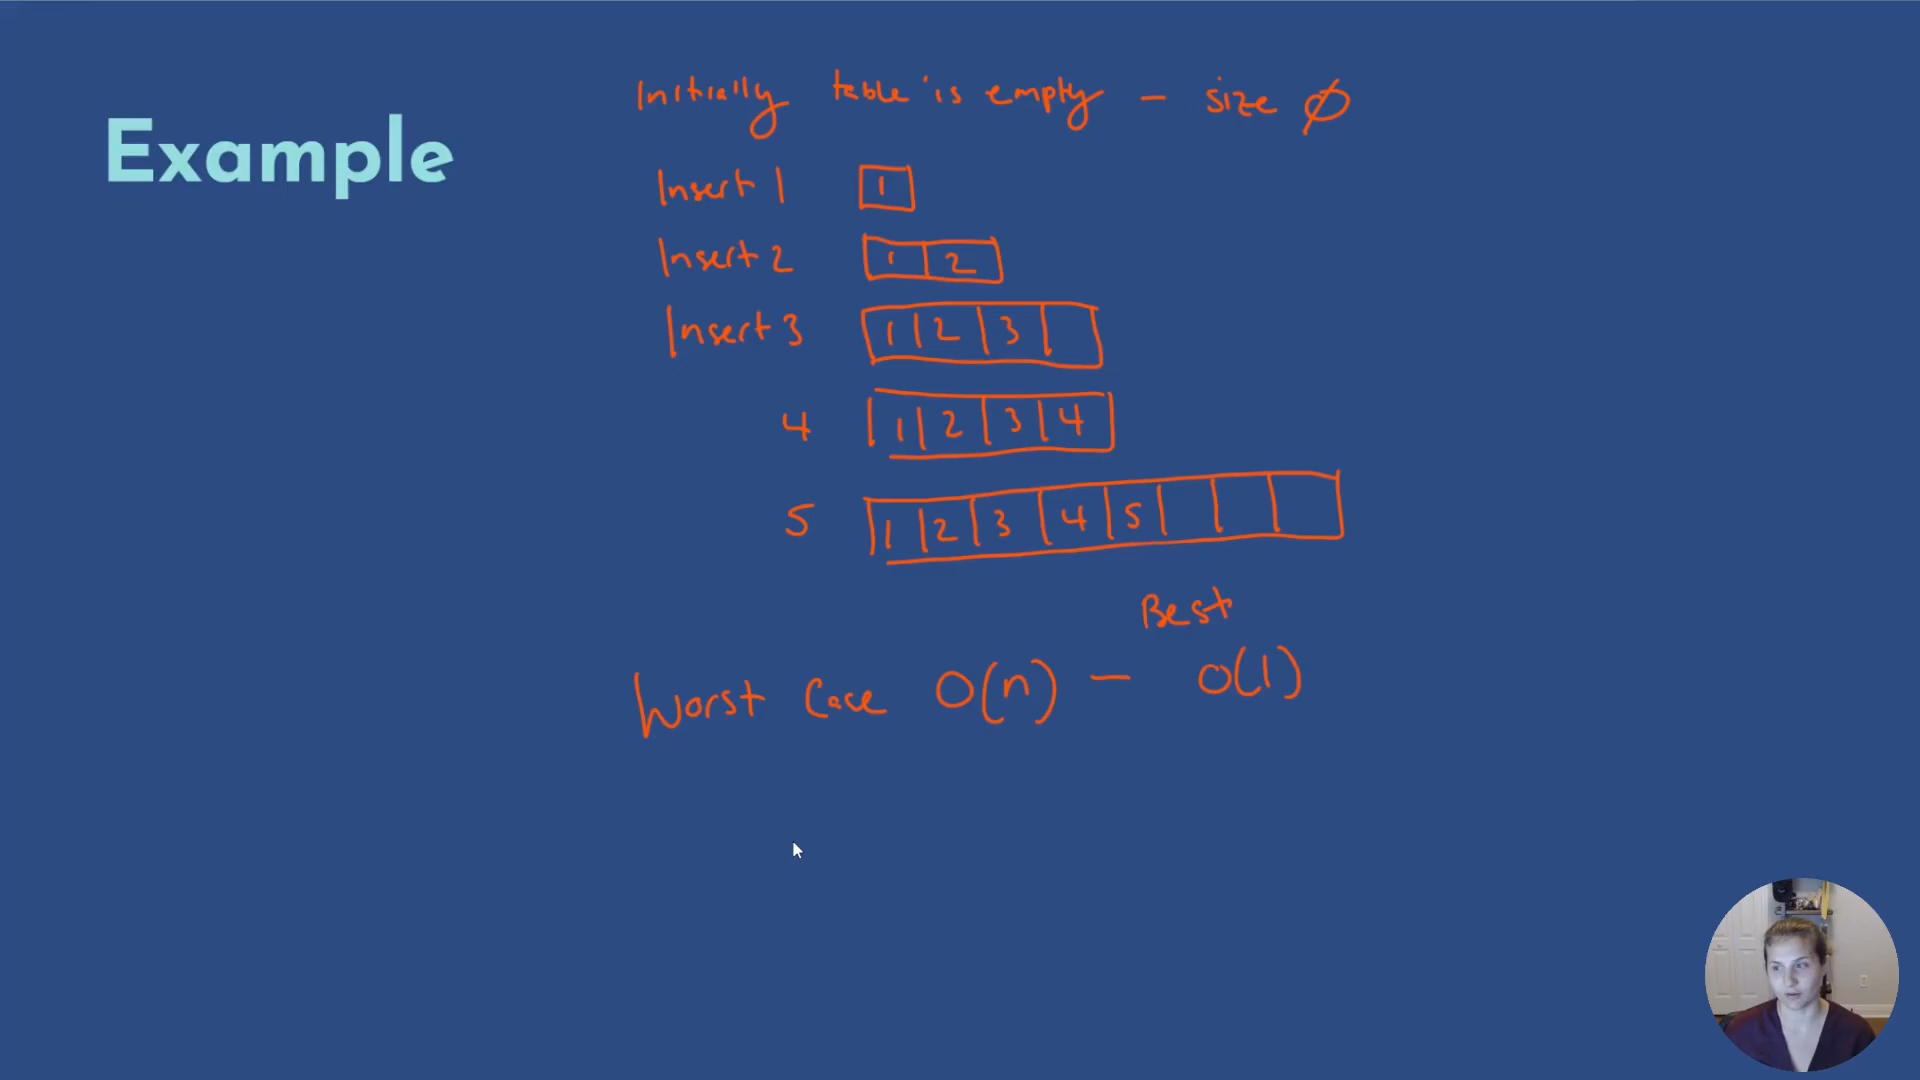 Example
Initially table is empty - size ∅
Insert 1 1
Insert 2 1 2
Insert 3 1 2 3
4 1 2 3 4
5 1 2 3 4 5
Best
Worst Case O(n) - O(1)